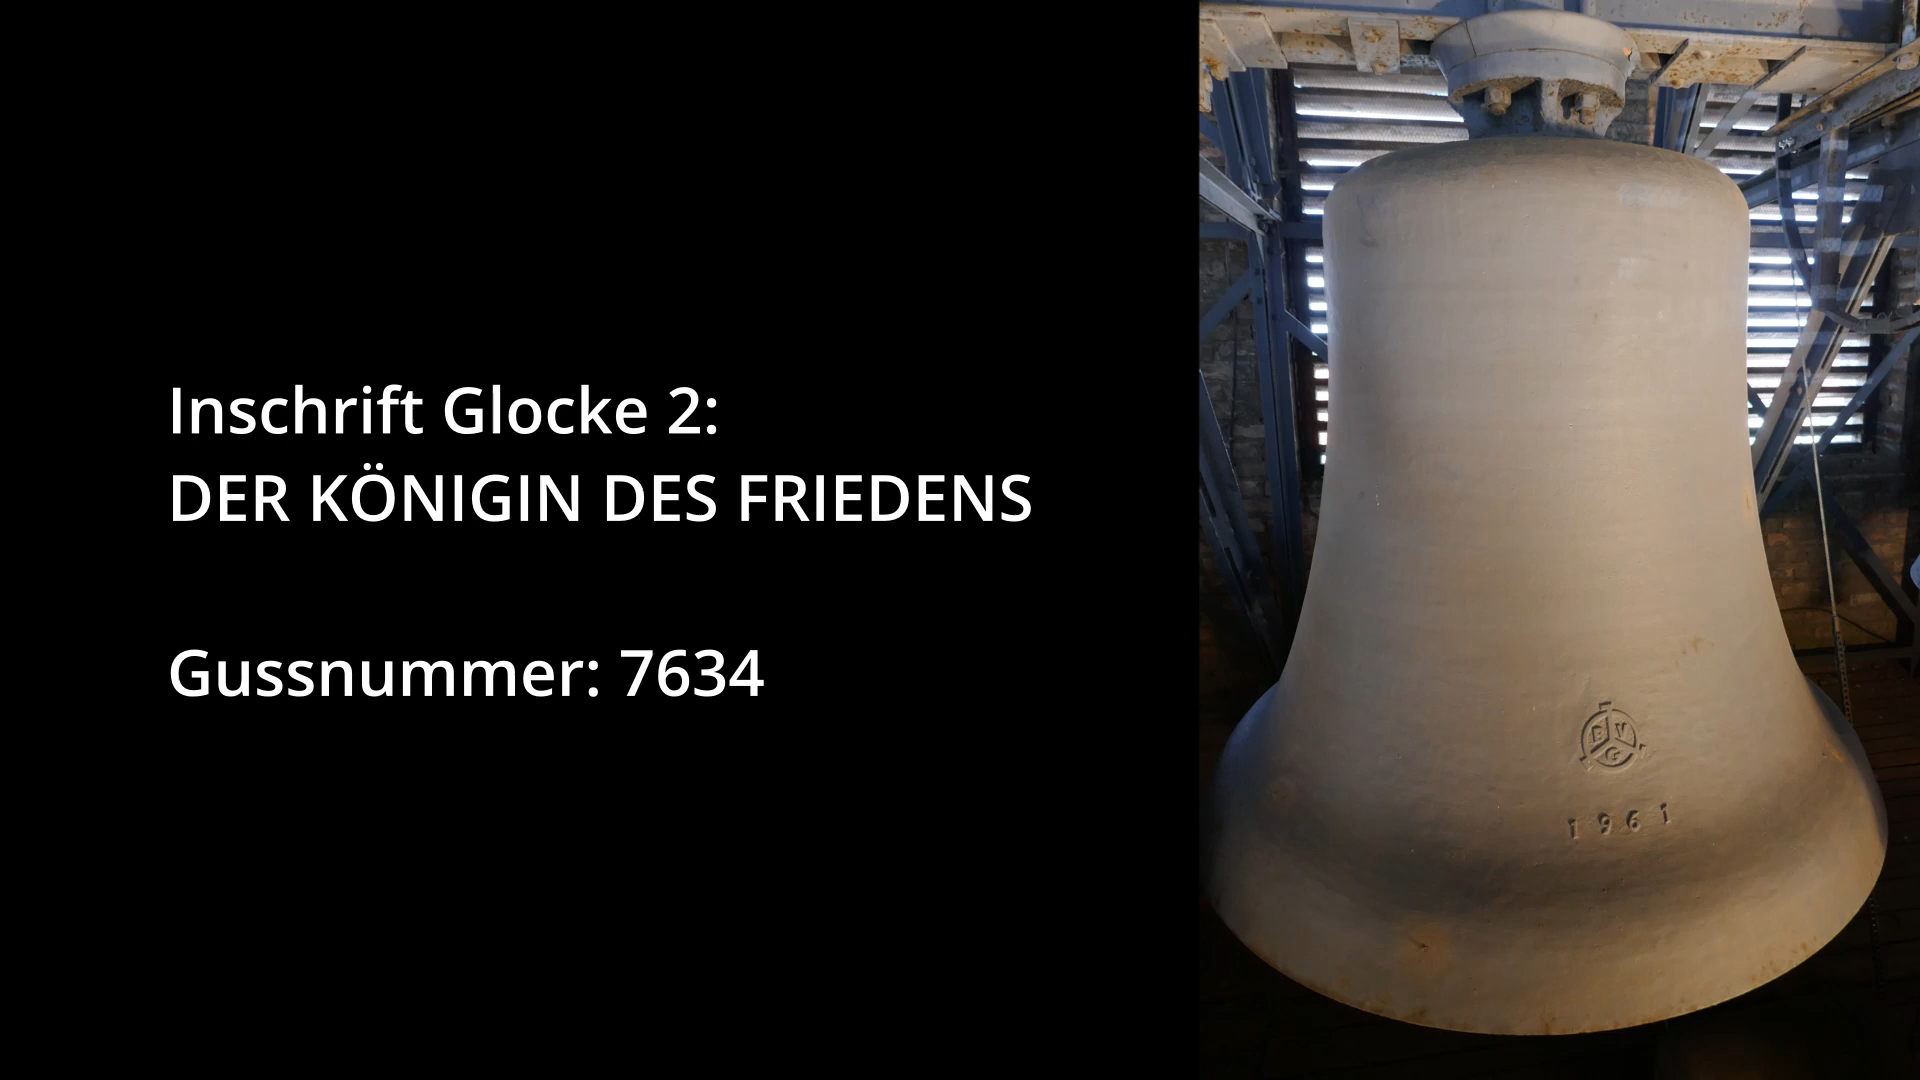 Inschrift Glocke 2:
DER KÖNIGIN DES FRIEDENS
Gussnummer: 7634
B V
G
1961